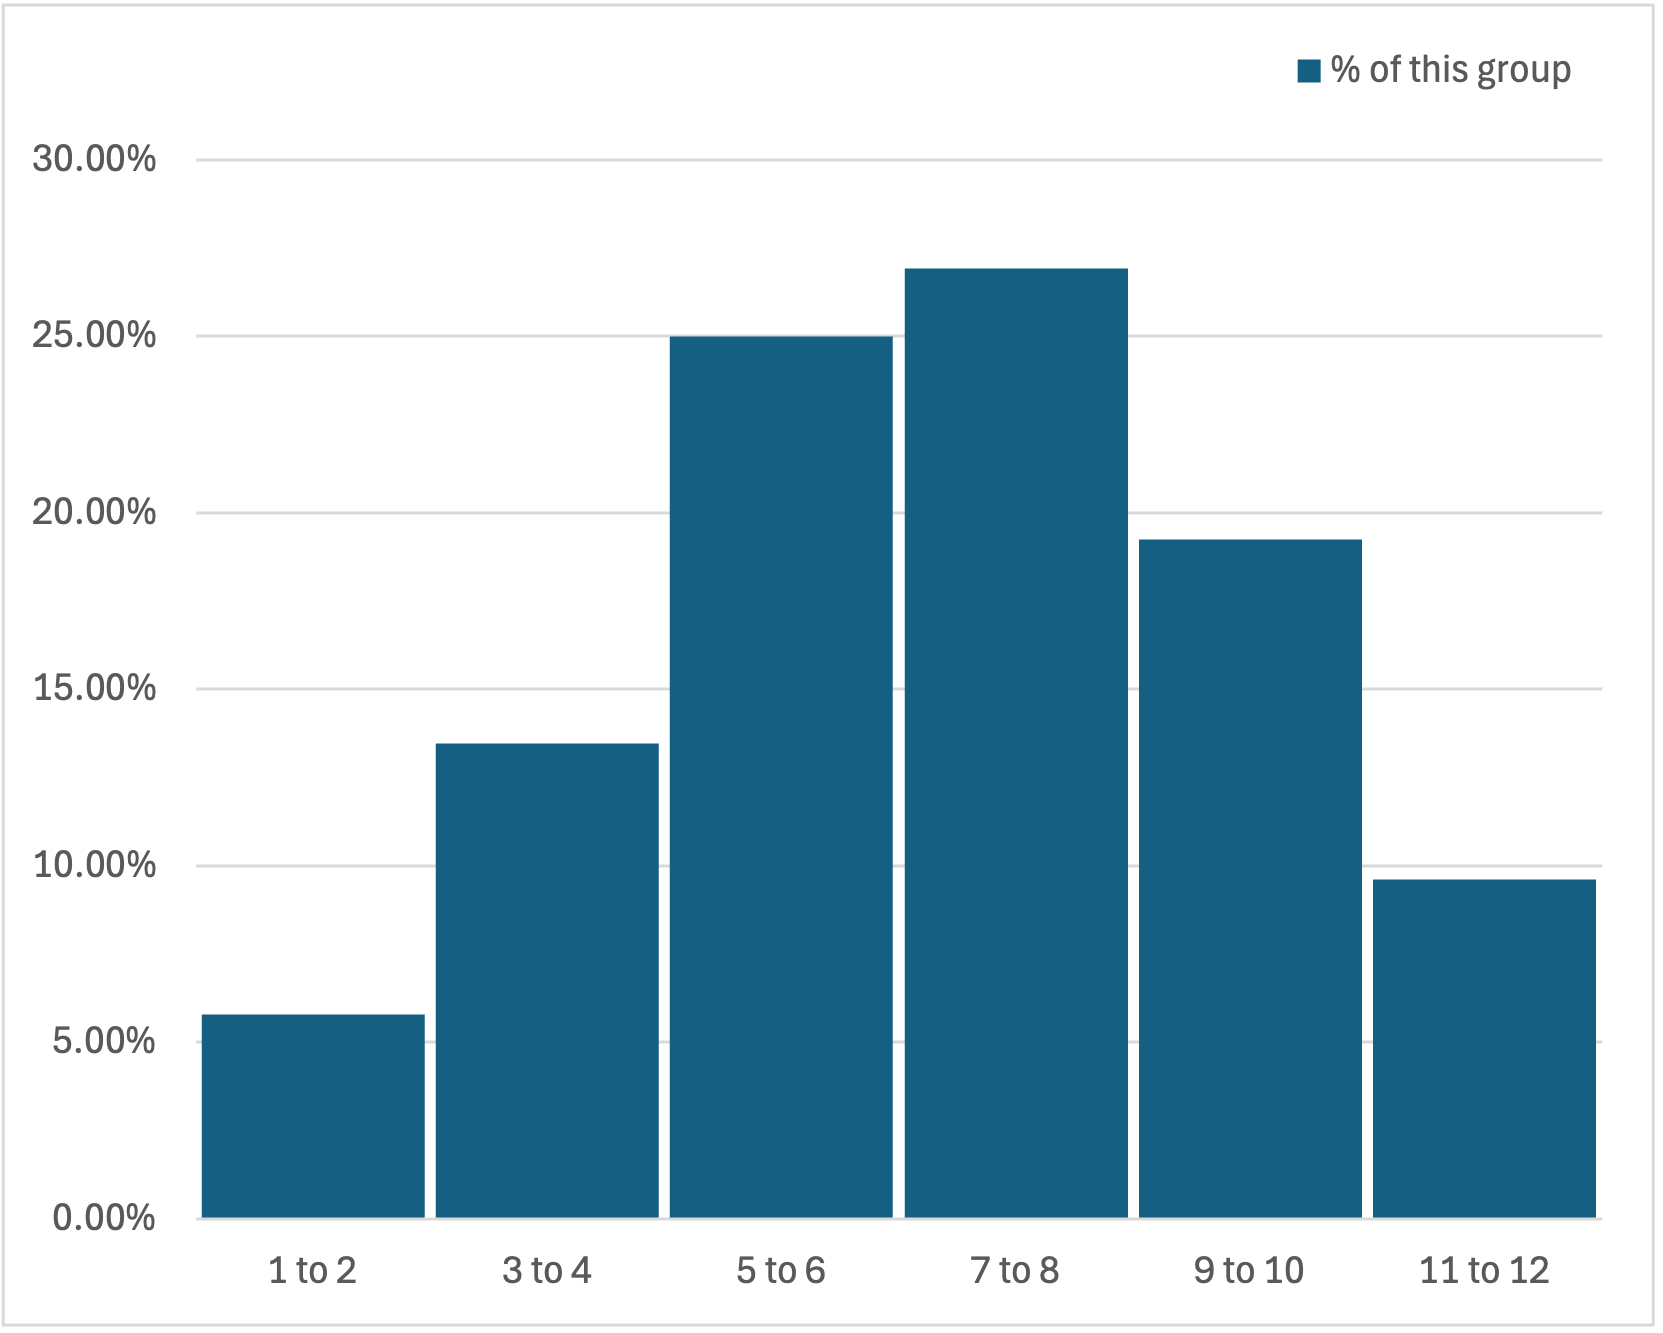 % of this group
30.00%
25.00%
20.00%
15.00%
10.00%
5.00%
0.00%
1 to 2
3 to 4
5 to 6
7 to 8
9 to 10
11 to 12